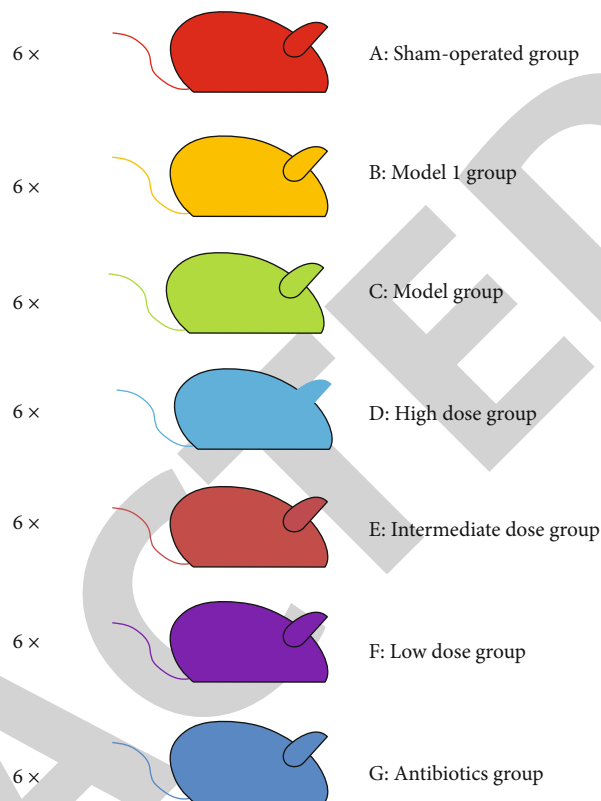 6 × A: Sham-operated group
6 × B: Model 1 group
6 × C: Model group
6 × D: High dose group
6 × E: Intermediate dose group
6 × F: Low dose group
6 × G: Antibiotics group
ACTED